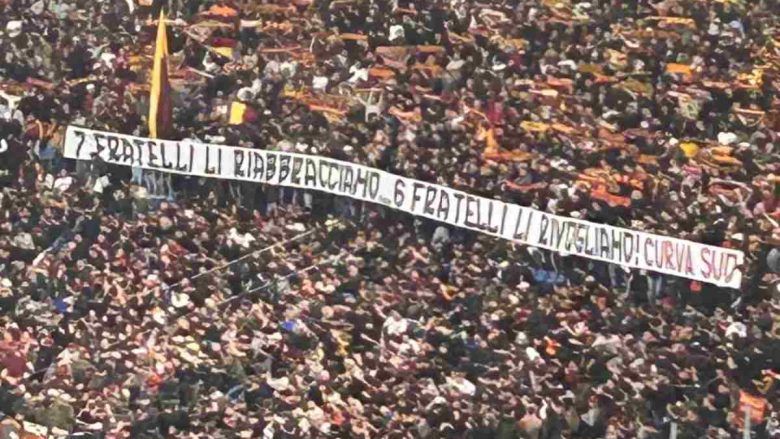 7 FRATELLI LI RIABBRACCIAMO 6 FRATELLI LI RIVOGLIAMO! CURVA SUD